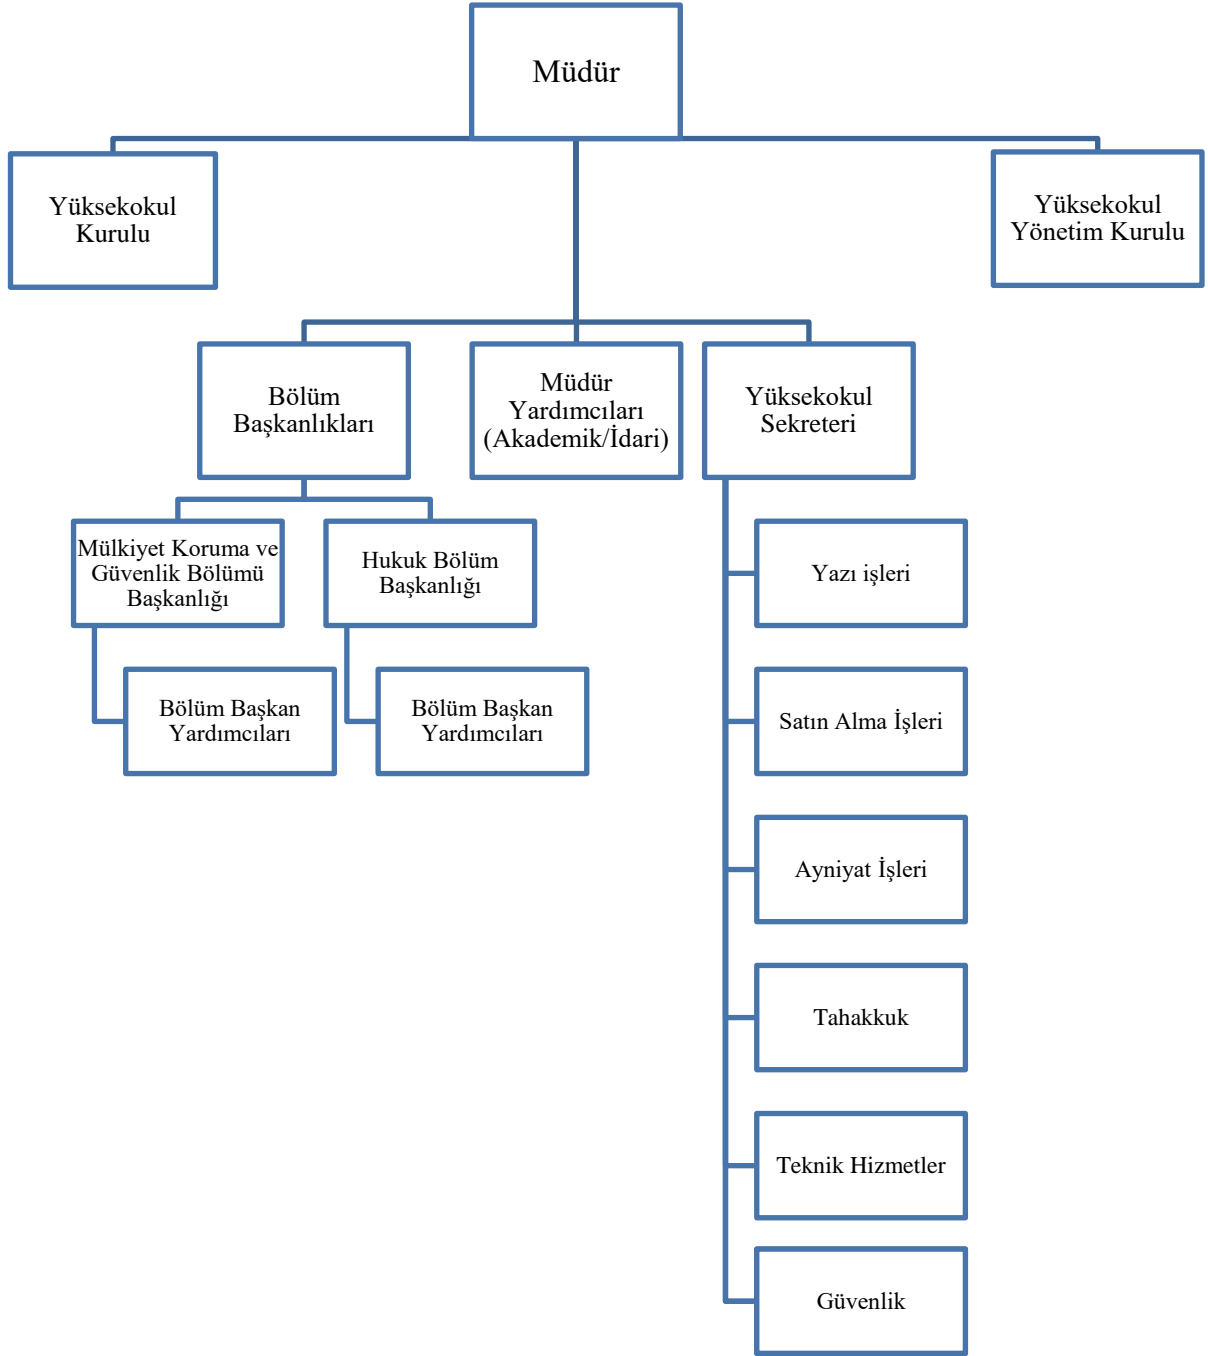 Müdür
Yüksekokul
Kurulu
Yüksekokul
Yönetim Kurulu
Bölüm
Başkanlıkları
Müdür
Yardımcıları
(Akademik/İdari)
Yüksekokul
Sekreteri
Mülkiyet Koruma ve
Güvenlik Bölümü
Başkanlığı
Hukuk Bölüm
Başkanlığı
Bölüm Başkan
Yardımcıları
Bölüm Başkan
Yardımcıları
Yazı işleri
Satın Alma İşleri
Ayniyat İşleri
Tahakkuk
Teknik Hizmetler
Güvenlik